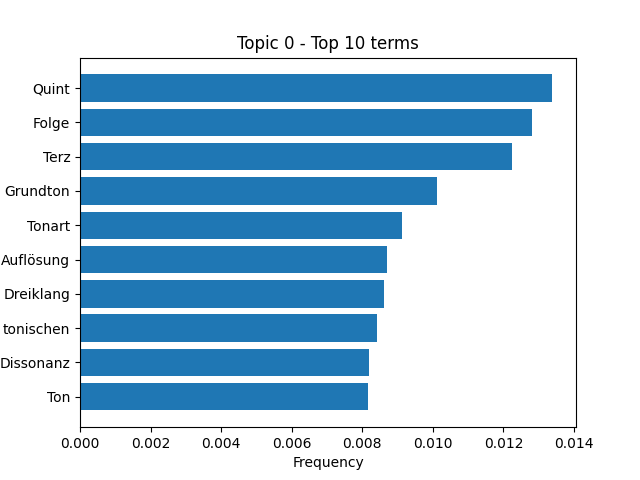 Topic 0 - Top 10 terms
Quint
Folge
Terz
Grundton
Tonart
Auflösung
Dreiklang
tonischen
Dissonanz
Ton
0.000 0.002 0.004 0.006 0.008 0.010 0.012 0.014
Frequency